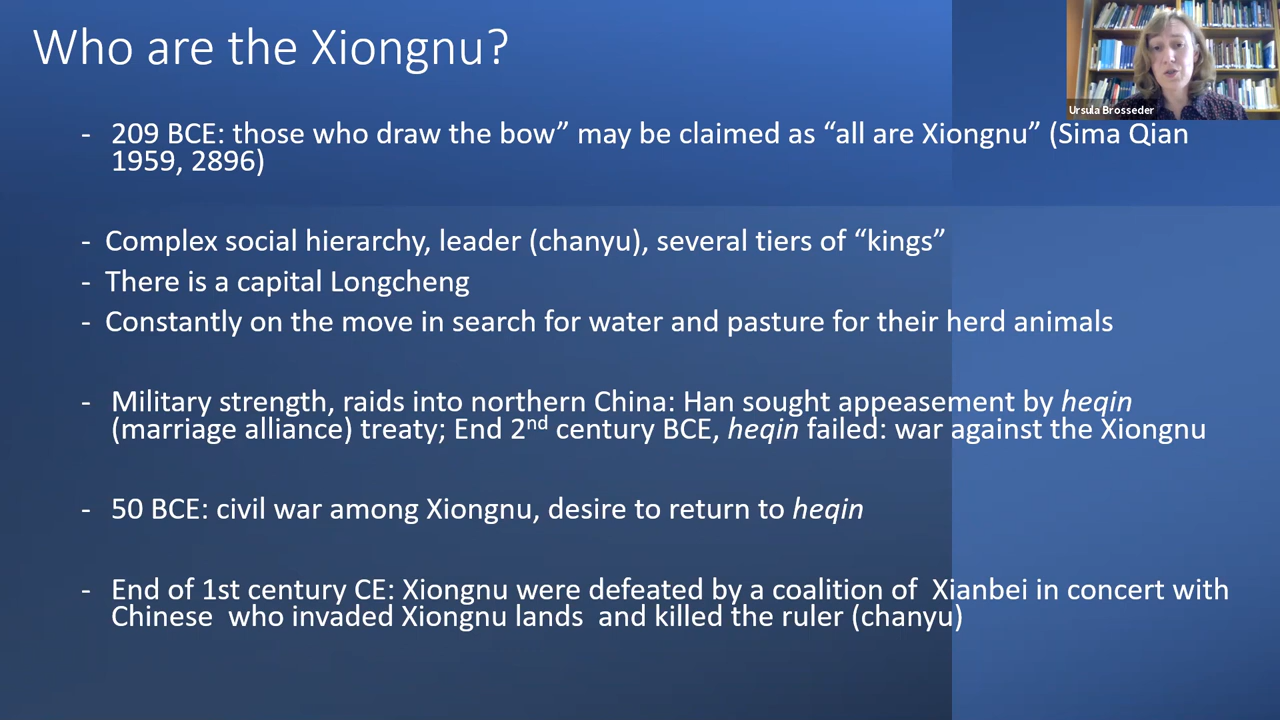 Who are the Xiongnu?
Ursula Brosseder
- 209 BCE: those who draw the bow” may be claimed as “all are Xiongnu” (Sima Qian
1959, 2896)
- Complex social hierarchy, leader (chanyu), several tiers of “kings”
- There is a capital Longcheng
- Constantly on the move in search for water and pasture for their herd animals
- Military strength, raids into northern China: Han sought appeasement by heqin
(marriage alliance) treaty; End 2nd century BCE, heqin failed: war against the Xiongnu
- 50 BCE: civil war among Xiongnu, desire to return to heqin
- End of 1st century CE: Xiongnu were defeated by a coalition of  Xianbei in concert with
Chinese  who invaded Xiongnu lands  and killed the ruler (chanyu)